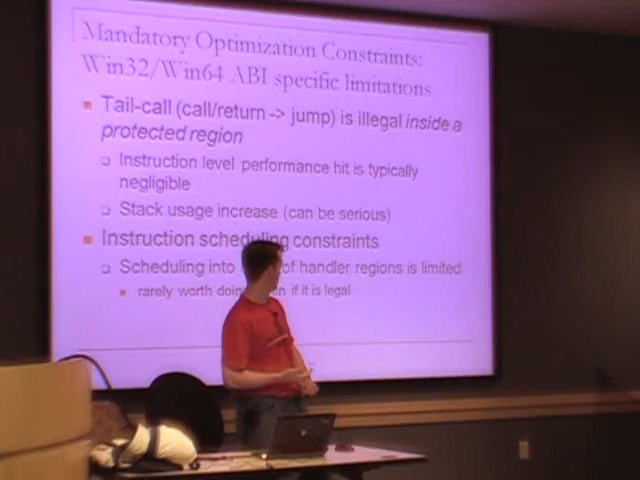 Mandatory Optimization Constraints:
Win32/Win64 ABI specific limitations
Tail-call (call/return -> jump) is illegal inside a
protected region
Instruction level performance hit is typically
negligible
Stack usage increase (can be serious)
Instruction scheduling constraints
Scheduling into of handler regions is limited
rarely worth doing if it is legal